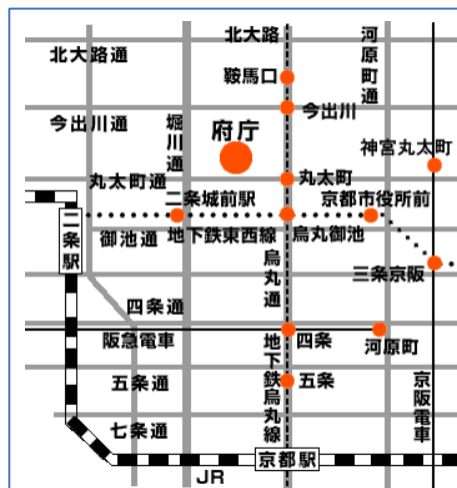 北大路
河原町通
北大路通
鞍馬口
今出川通
堀川通
今出川
府庁
神宮丸太町
丸太町通
丸太町
二条城前駅
京都市役所前
二条駅
御池通
地下鉄東西線
烏丸御池
三条京阪
烏丸通
四条通
阪急電車
四条
河原町
地下鉄烏丸線
五条通
五条
京阪電車
七条通
京都駅
JR